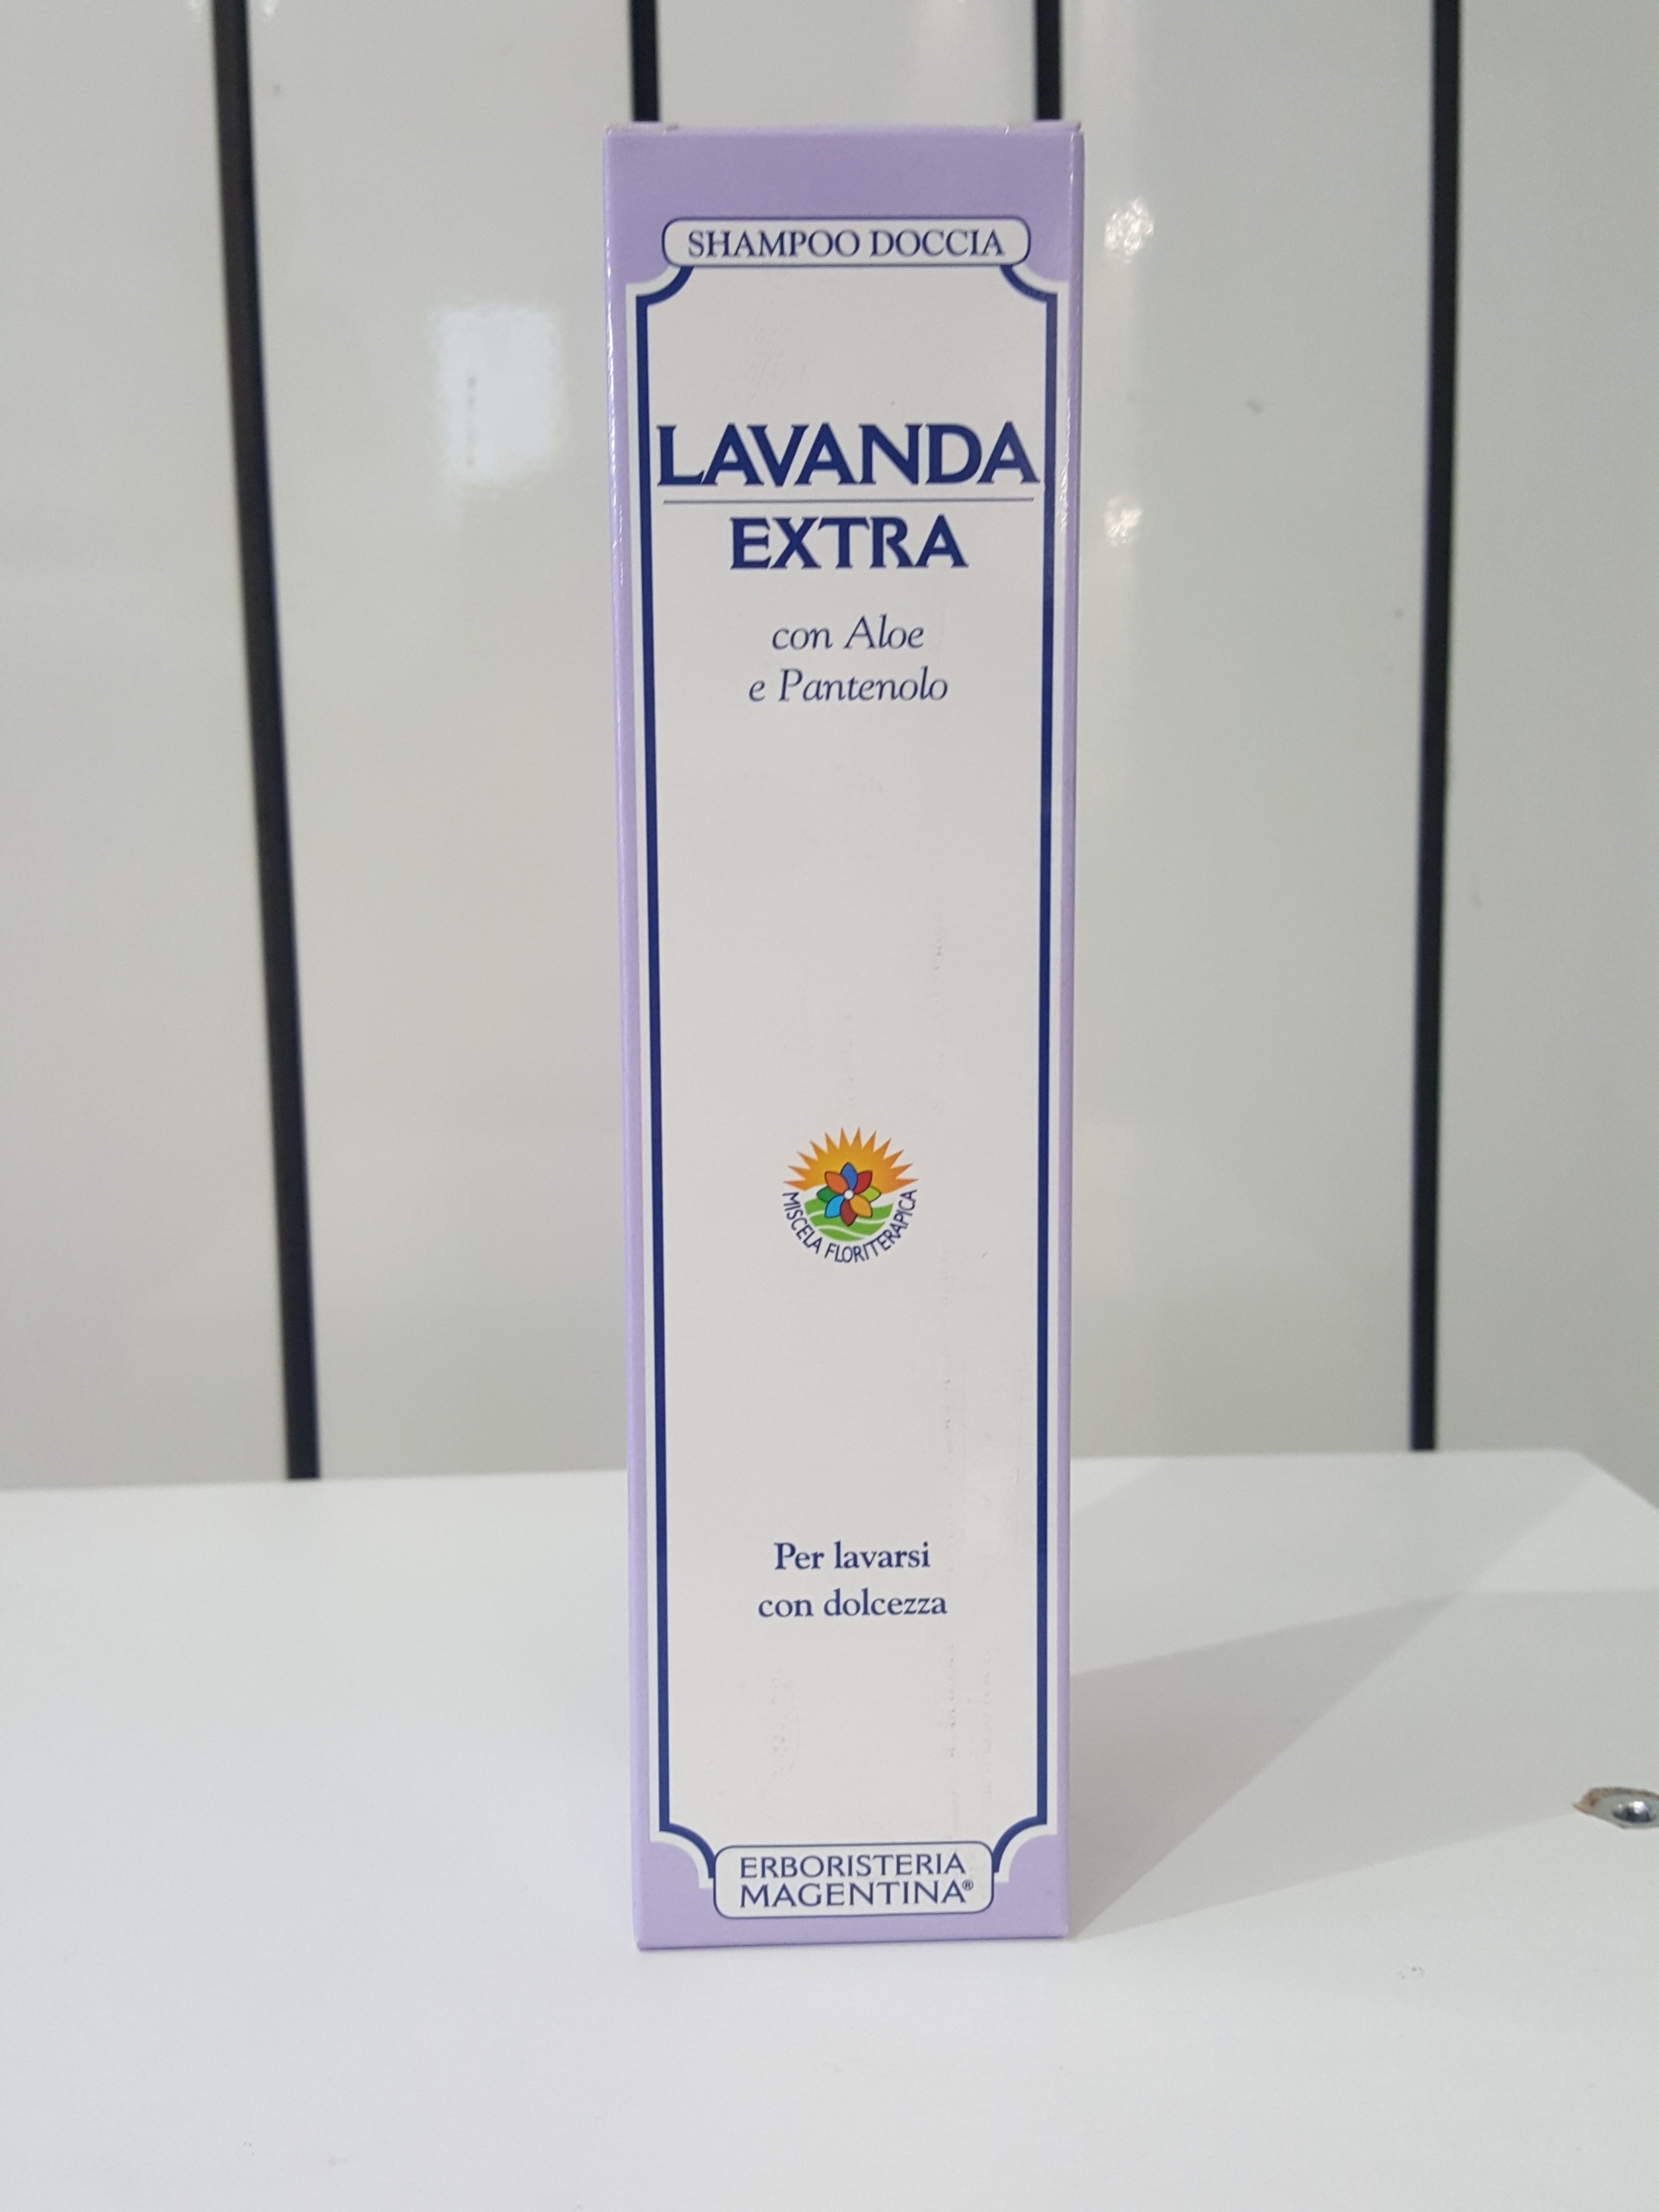 SHAMPOO DOCCIA
LAVANDA
EXTRA
con Aloe
e Pantenolo
MISCELA FLORITERAPICA
Per lavarsi
con dolcezza
ERBORISTERIA
MAGENTINA®